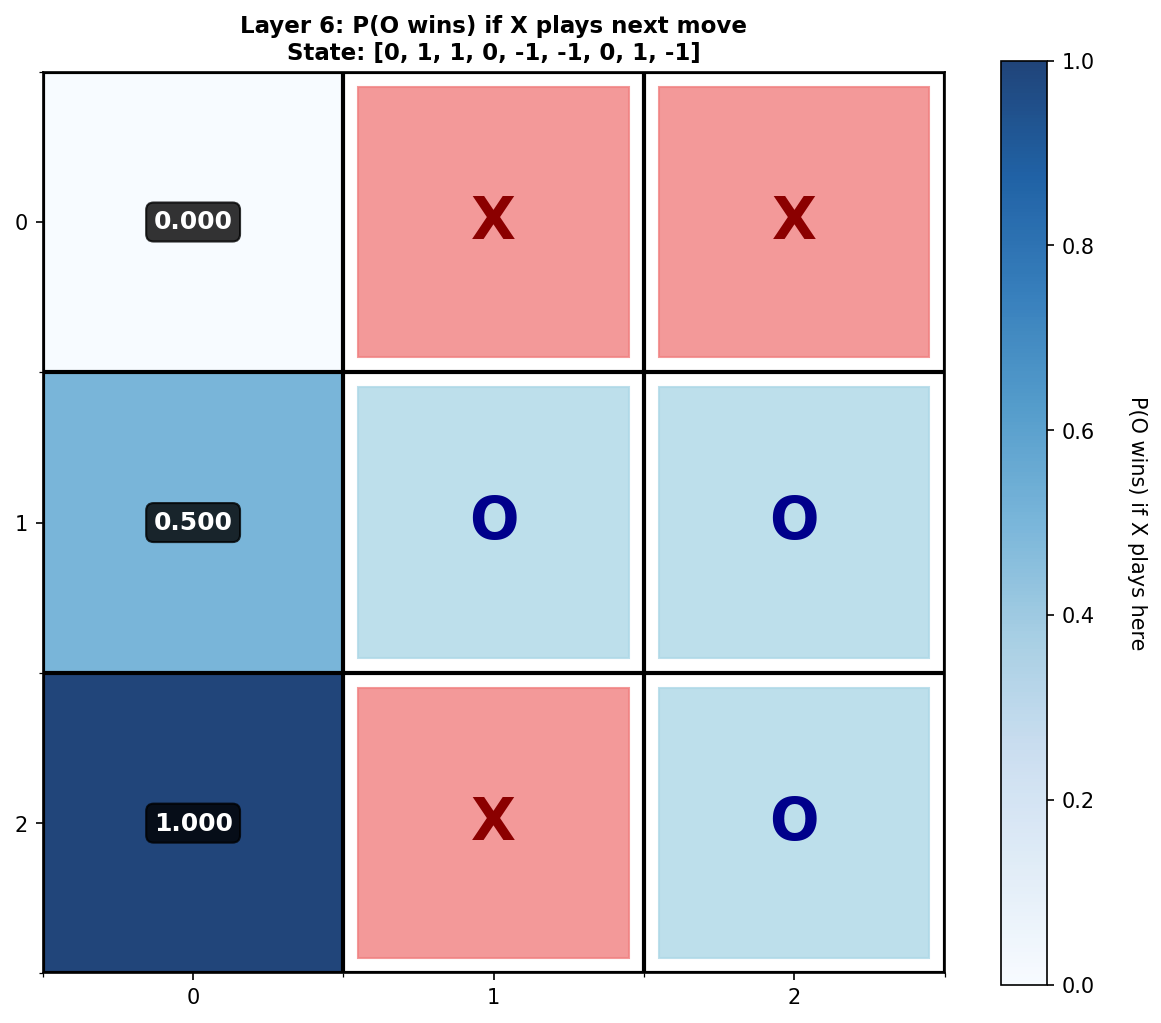 Layer 6: P(O wins) if X plays next move
State: [0, 1, 1, 0, -1, -1, 0, 1, -1]
0
0.000
X
X
1
0.500
O
O
2
1.000
X
O
0
1
2
1.0
0.8
0.6
0.4
0.2
0.0
P(O wins) if X plays here